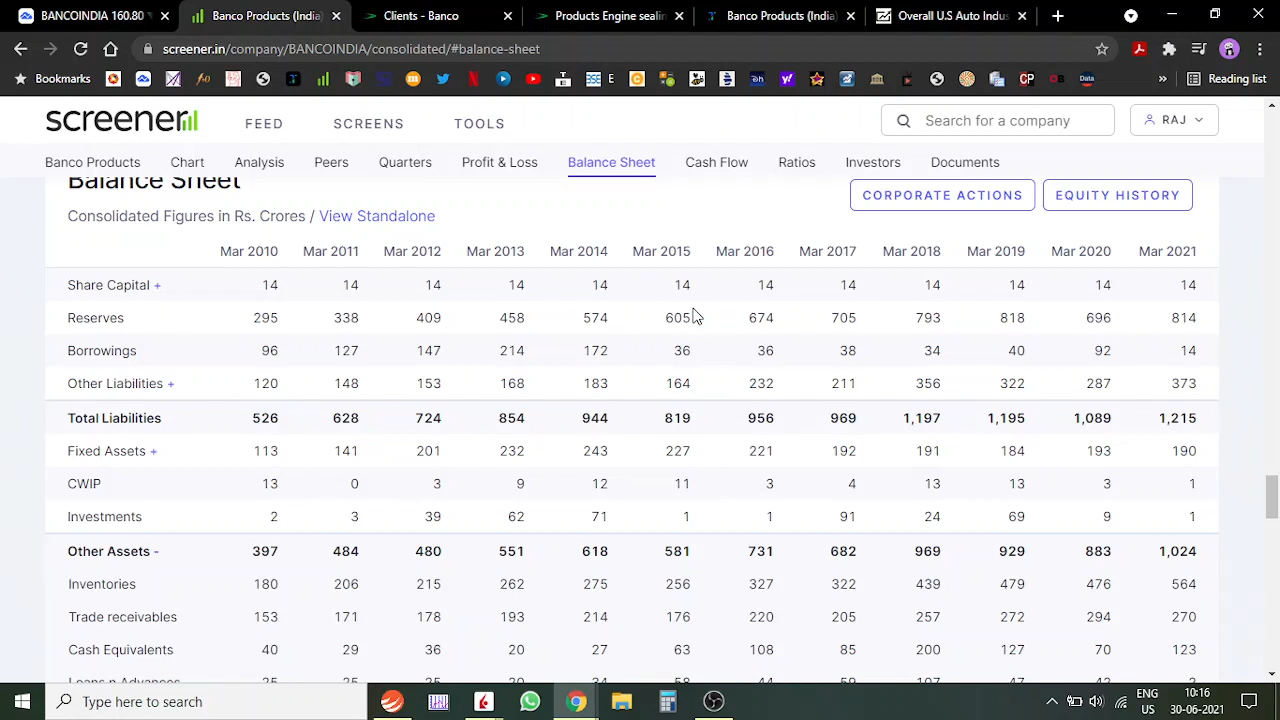 BANCOINDIA 160.80
Banco Products (India)
Clients - Banco
Products Engine sealin
Banco Products (India)
Overall U.S Auto Indus
screener.in/company/BANCOINDIA/consolidated/#balance-sheet
Bookmarks
Reading list
screener
FEED SCREENS TOOLS
Search for a company
RAJ
Banco Products Chart Analysis Peers Quarters Profit & Loss Balance Sheet Cash Flow Ratios Investors Documents
Balance Sheet
CORPORATE ACTIONS EQUITY HISTORY
Consolidated Figures in Rs. Crores / View Standalone
Mar 2010 Mar 2011 Mar 2012 Mar 2013 Mar 2014 Mar 2015 Mar 2016 Mar 2017 Mar 2018 Mar 2019 Mar 2020 Mar 2021
Share Capital + 14 14 14 14 14 14 14 14 14 14 14 14
Reserves 295 338 409 458 574 605 674 705 793 818 696 814
Borrowings 96 127 147 214 172 36 36 38 34 40 92 14
Other Liabilities + 120 148 153 168 183 164 232 211 356 322 287 373
Total Liabilities 526 628 724 854 944 819 956 969 1,197 1,195 1,089 1,215
Fixed Assets + 113 141 201 232 243 227 221 192 191 184 193 190
CWIP 13 0 3 9 12 11 3 4 13 13 3 1
Investments 2 3 39 62 71 1 1 91 24 69 9 1
Other Assets - 397 484 480 551 618 581 731 682 969 929 883 1,024
Inventories 180 206 215 262 275 256 327 322 439 479 476 564
Trade receivables 153 171 178 193 214 176 220 205 257 272 294 270
Cash Equivalents 40 29 36 20 27 63 108 85 200 127 70 123
Loans n Advances
Type here to search
ENG
US
10:16
30-06-2021